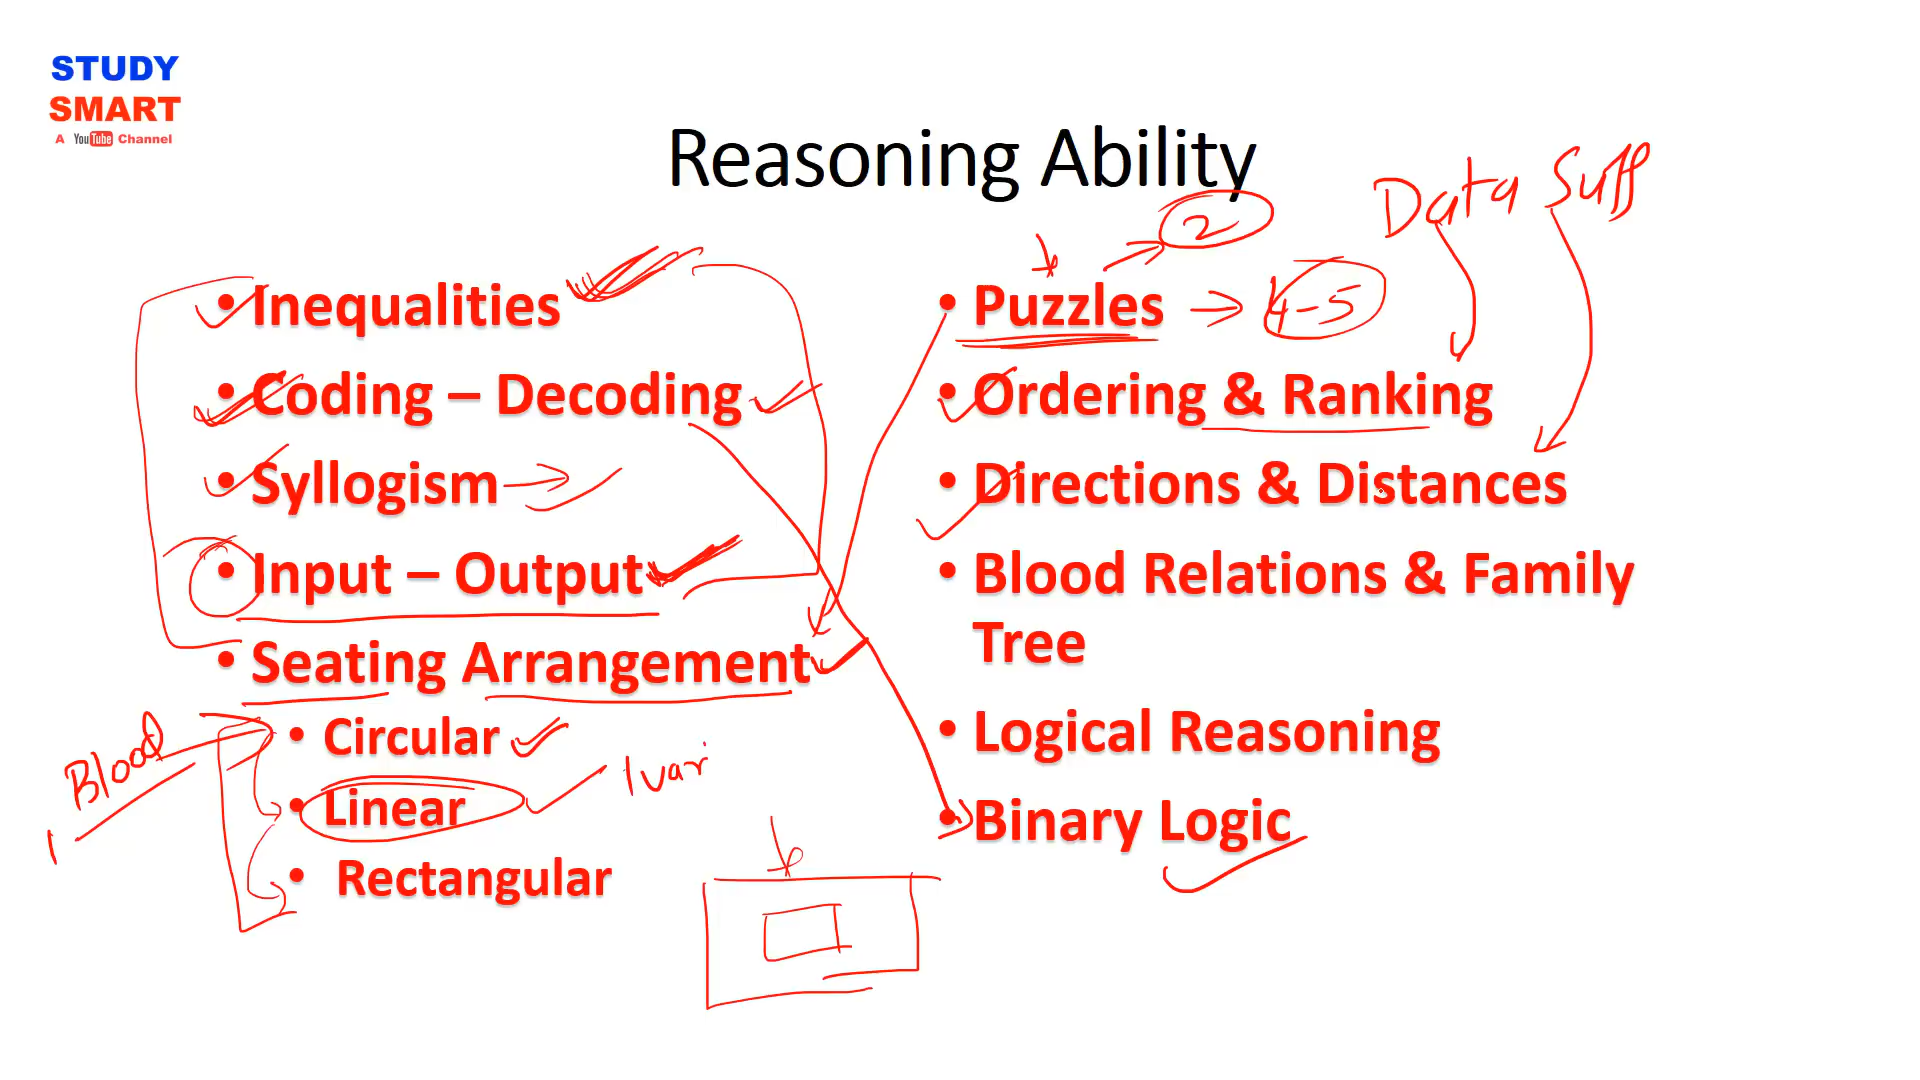 STUDY
SMART
A YouTube Channel
Reasoning Ability
Data Suff
2
• Inequalities
• Coding – Decoding
• Syllogism
• Input – Output
• Seating Arrangement
• Circular
• Linear
• Rectangular
Blood
1 var
• Puzzles
4-5
• Ordering & Ranking
• Directions & Distances
• Blood Relations & Family
Tree
• Logical Reasoning
• Binary Logic